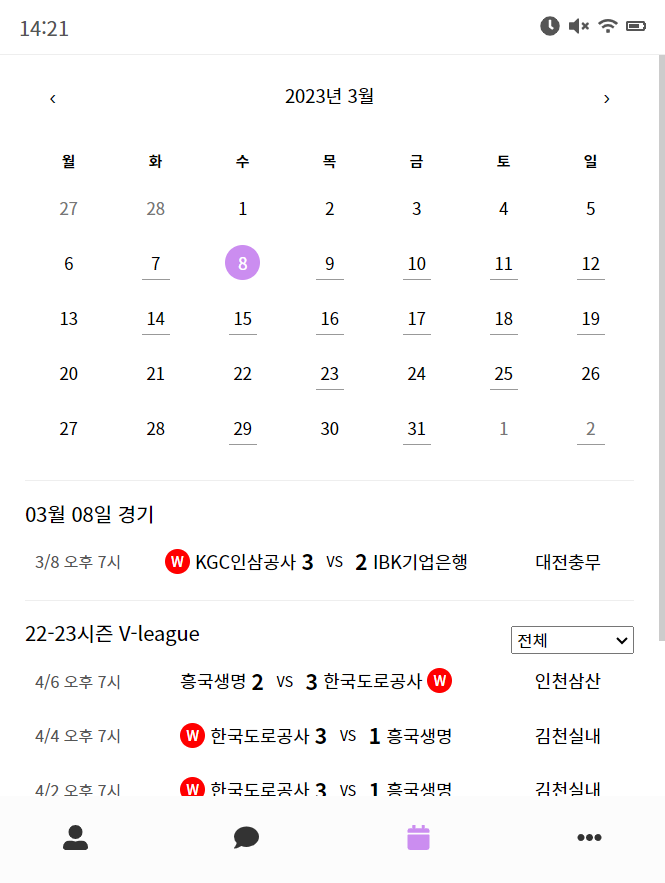 14:21
‹ 2023년 3월 ›
월 화 수 목 금 토 일
27 28 1 2 3 4 5
6 7 8 9 10 11 12
13 14 15 16 17 18 19
20 21 22 23 24 25 26
27 28 29 30 31 1 2
03월 08일 경기
3/8 오후 7시 W KGC인삼공사 3 VS 2 IBK기업은행 대전충무
22-23시즌 V-league 전체
4/6 오후 7시 흥국생명 2 VS 3 한국도로공사 W 인천삼산
4/4 오후 7시 W 한국도로공사 3 VS 1 흥국생명 김천실내
4/2 오후 7시 W 한국도로공사 3 VS 1 흥국생명 김천실내